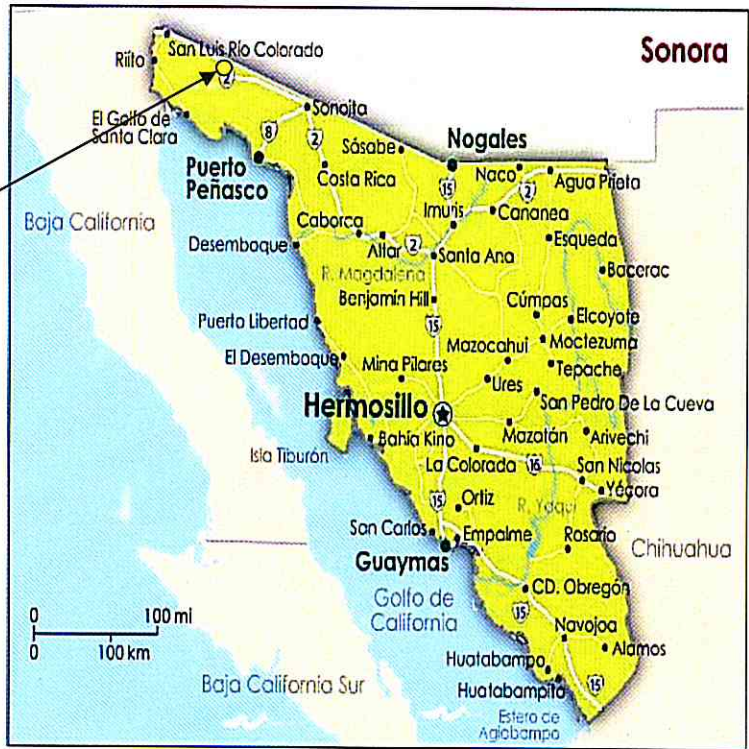 Sonora
San Luis Río Colorado
Riíto
2
Sonoita
El Golfo de
Santa Clara
8
2
Sásabe
Nogales
Puerto
Peñasco
Costa Rica
15
Naco
2
Agua Prieta
Imuris
Cananea
Baja California
Caborca
Desemboque
Altar
2
Santa Ana
Esqueda
R. Magdalena
Bacerac
Benjamín Hill
Cúmpas
Elcoyote
Puerto Libertad
15
Moctezuma
Mazocahui
El Desemboque
Mina Pilares
Tepache
Ures
San Pedro De La Cueva
Hermosillo
Mazatán
Arivechi
Bahía Kino
Isla Tiburón
La Colorada
16
San Nicolas
15
Ortiz
Yécora
R. Yaqui
San Carlos
Empalme
Rosario
Guaymas
Chihuahua
Golfo de
California
CD. Obregón
15
0 100 mi
0 100 km
Navojoa
Alamos
Huatabampo
Baja California Sur
Huatabampito
15
Estero de
Agiobampo